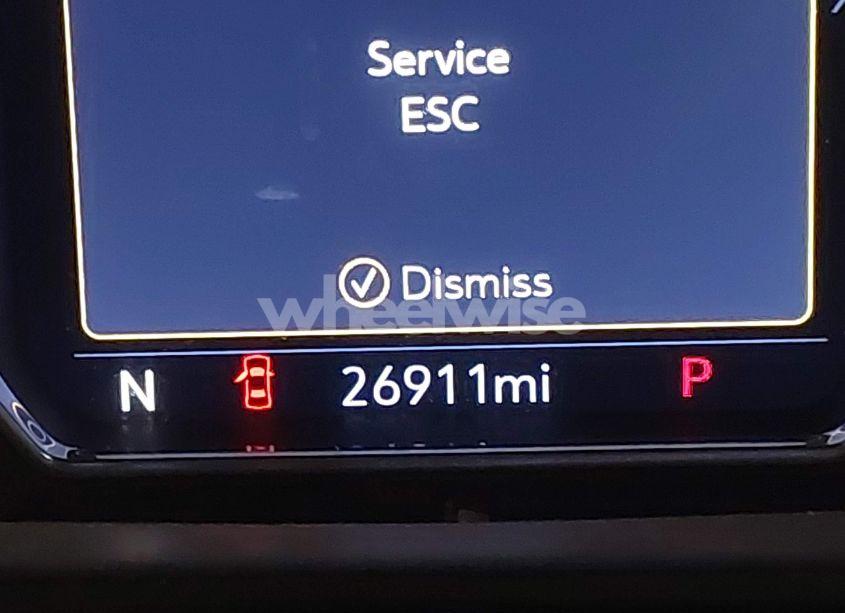 Service
ESC
Dismiss
wheelwise
N 26911mi P